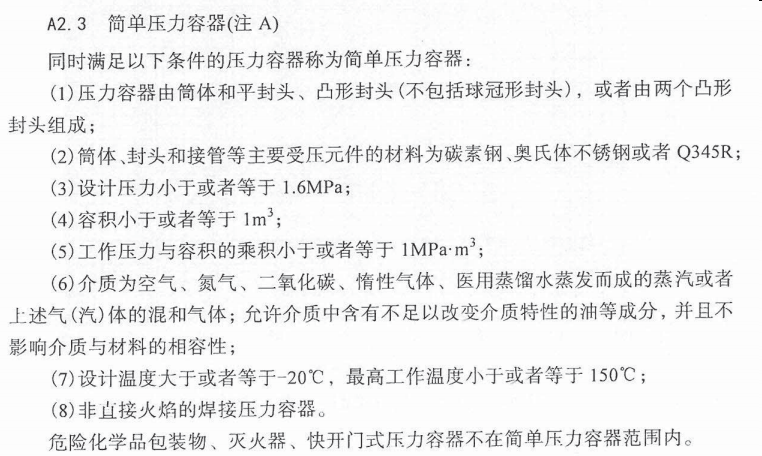 A2.3 简单压力容器(注 A)
同时满足以下条件的压力容器称为简单压力容器:
(1)压力容器由筒体和平封头、凸形封头(不包括球冠形封头),或者由两个凸形
封头组成;
(2)筒体、封头和接管等主要受压元件的材料为碳素钢、奥氏体不锈钢或者 Q345R;
(3)设计压力小于或者等于 1.6MPa;
(4)容积小于或者等于 1m³;
(5)工作压力与容积的乘积小于或者等于 1MPa·m³;
(6)介质为空气、氮气、二氧化碳、惰性气体、医用蒸馏水蒸发而成的蒸汽或者
上述气(汽)体的混和气体;允许介质中含有不足以改变介质特性的油等成分,并且不
影响介质与材料的相容性;
(7)设计温度大于或者等于-20℃,最高工作温度小于或者等于 150℃;
(8)非直接火焰的焊接压力容器。
危险化学品包装物、灭火器、快开门式压力容器不在简单压力容器范围内。